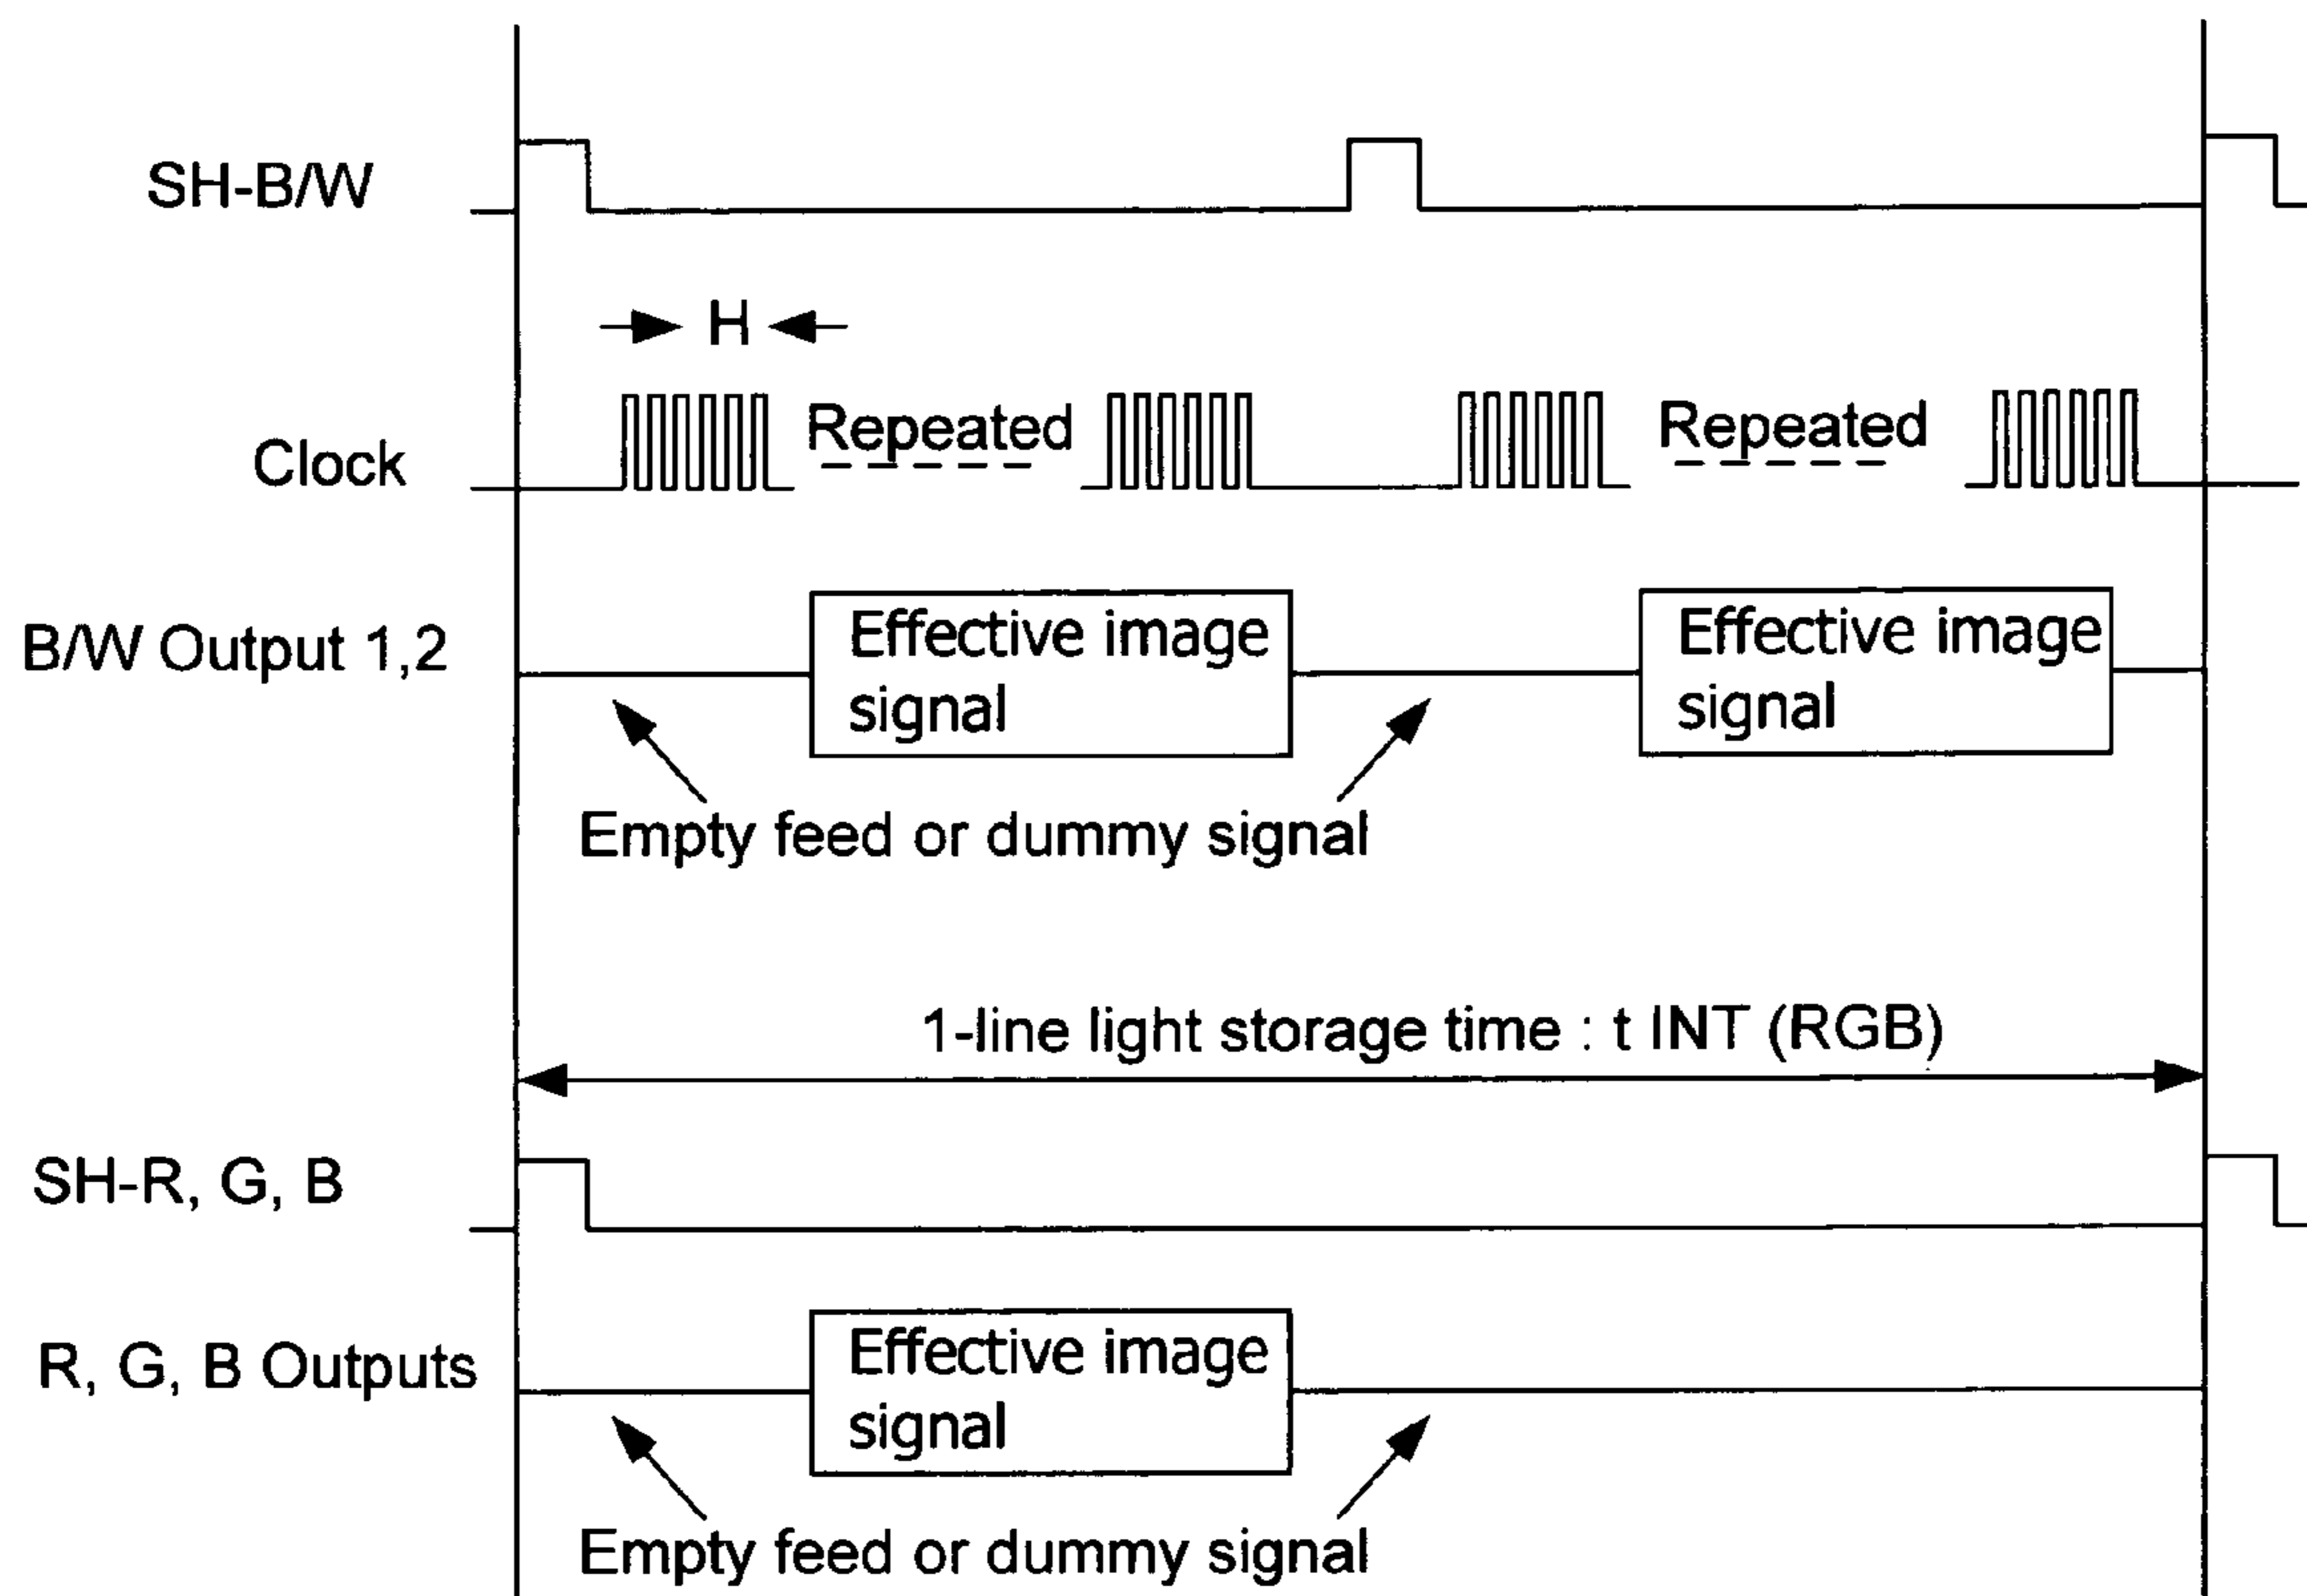 SH-B/W
H
Clock
Repeated
Repeated
B/W Output 1,2
Effective image
signal
Effective image
signal
Empty feed or dummy signal
1-line light storage time : t INT (RGB)
SH-R, G, B
R, G, B Outputs
Effective image
signal
Empty feed or dummy signal